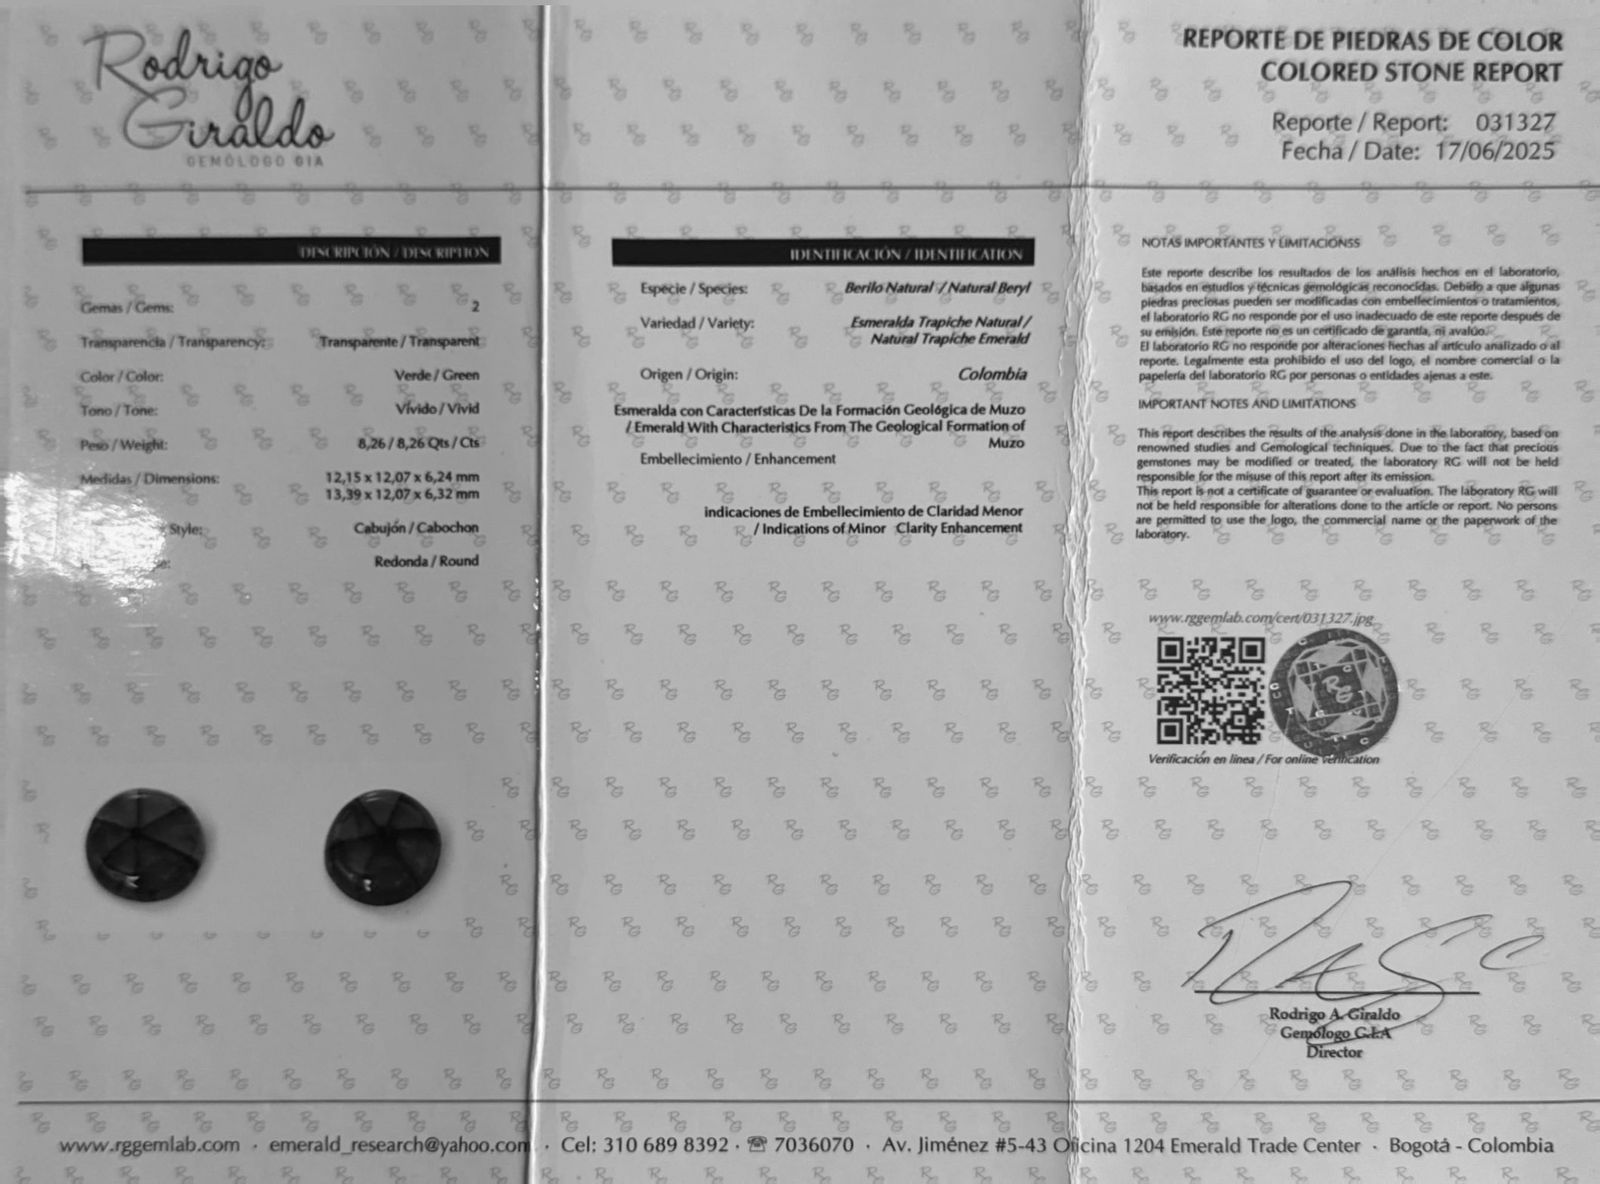 Rodrigo
Giraldo
GEMÓLOGO GIA
REPORTE DE PIEDRAS DE COLOR
COLORED STONE REPORT
Reporte / Report: 031327
Fecha / Date: 17/06/2025
DESCRIPCIÓN / DESCRIPTION
Gemas / Gems: 2
Transparencia / Transparency: Transparente / Transparent
Color / Color: Verde / Green
Tono / Tone: Vívido / Vivid
Peso / Weight: 8,26 / 8,26 Qts / Cts
Medidas / Dimensions: 12,15 x 12,07 x 6,24 mm
13,39 x 12,07 x 6,32 mm
Style: Cabujón / Cabochon
Redonda / Round
IDENTIFICACIÓN / IDENTIFICATION
Especie / Species: Berilo Natural / Natural Beryl
Variedad / Variety: Esmeralda Trapiche Natural /
Natural Trapiche Emerald
Origen / Origin: Colombia
Esmeralda con Características De la Formación Geológica de Muzo
/ Emerald With Characteristics From The Geological Formation of
Muzo
Embellecimiento / Enhancement
indicaciones de Embellecimiento de Claridad Menor
/ Indications of Minor Clarity Enhancement
NOTAS IMPORTANTES Y LIMITACIONSS
Este reporte describe los resultados de los análisis hechos en el laboratorio,
basados en estudios y técnicas gemológicas reconocidas. Debido a que algunas
piedras preciosas pueden ser modificadas con embellecimientos o tratamientos,
el laboratorio RG no responde por el uso inadecuado de este reporte después de
su emisión. Este reporte no es un certificado de garantía, ni avalúo.
El laboratorio RG no responde por alteraciones hechas al artículo analizado o al
reporte. Legalmente esta prohibido el uso del logo, el nombre comercial o la
papelería del laboratorio RG por personas o entidades ajenas a este.
IMPORTANT NOTES AND LIMITATIONS
This report describes the results of the analysis done in the laboratory, based on
renowned studies and Gemological techniques. Due to the fact that precious
gemstones may be modified or treated, the laboratory RG will not be held
responsible for the misuse of this report after its emission.
This report is not a certificate of guarantee or evaluation. The laboratory RG will
not be held responsible for alterations done to the article or report. No persons
are permitted to use the logo, the commercial name or the paperwork of the
laboratory.
www.rggemlab.com/cert/031327.jpg
RG
Verificación en línea / For online verification
Rodrigo A. Giraldo
Gemólogo G.I.A
Director
www.rggemlab.com · emerald_research@yahoo.com · Cel: 310 689 8392 · ☎ 7036070 · Av. Jiménez #5-43 Oficina 1204 Emerald Trade Center · Bogotá - Colombia